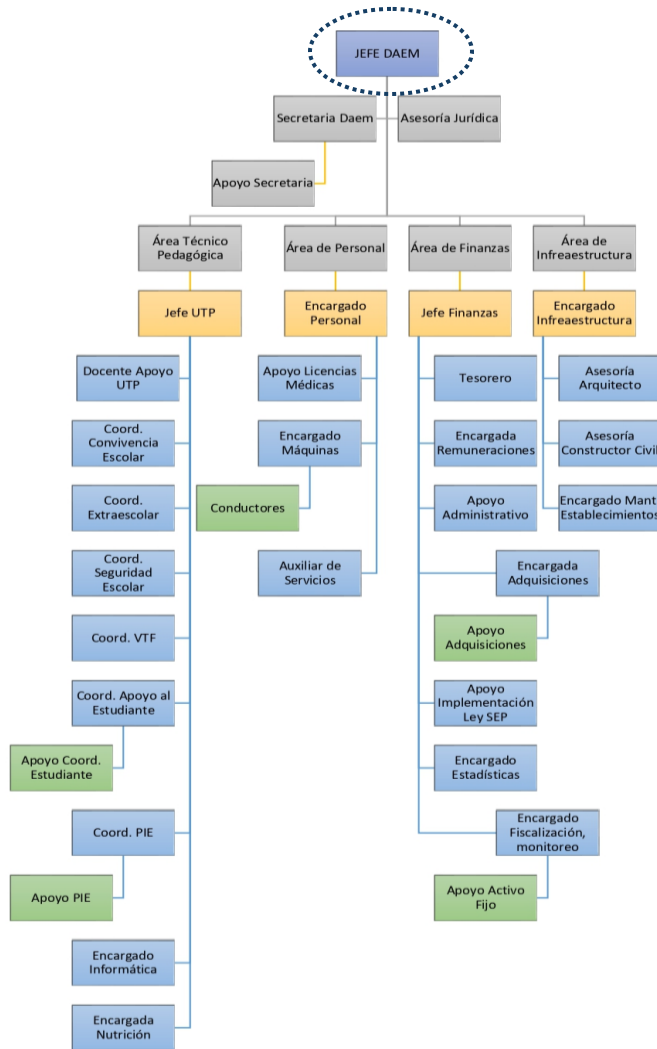 JEFE DAEM
Secretaria Daem
Asesoría Jurídica
Apoyo Secretaria
Área Técnico
Pedagógica
Área de Personal
Área de Finanzas
Área de
Infreaestructura
Jefe UTP
Encargado
Personal
Jefe Finanzas
Encargado
Infreaestructura
Docente Apoyo
UTP
Apoyo Licencias
Médicas
Tesorero
Asesoría
Arquitecto
Coord.
Convivencia
Escolar
Encargado
Máquinas
Encargada
Remuneraciones
Asesoría
Constructor Civil
Coord.
Extraescolar
Conductores
Apoyo
Administrativo
Encargado Mant.
Establecimientos
Coord.
Seguridad
Escolar
Auxiliar de
Servicios
Encargada
Adquisiciones
Coord. VTF
Apoyo
Adquisiciones
Coord. Apoyo al
Estudiante
Apoyo
Implementación
Ley SEP
Apoyo Coord.
Estudiante
Encargado
Estadísticas
Coord. PIE
Encargado
Fiscalización,
monitoreo
Apoyo PIE
Apoyo Activo
Fijo
Encargado
Informática
Encargada
Nutrición